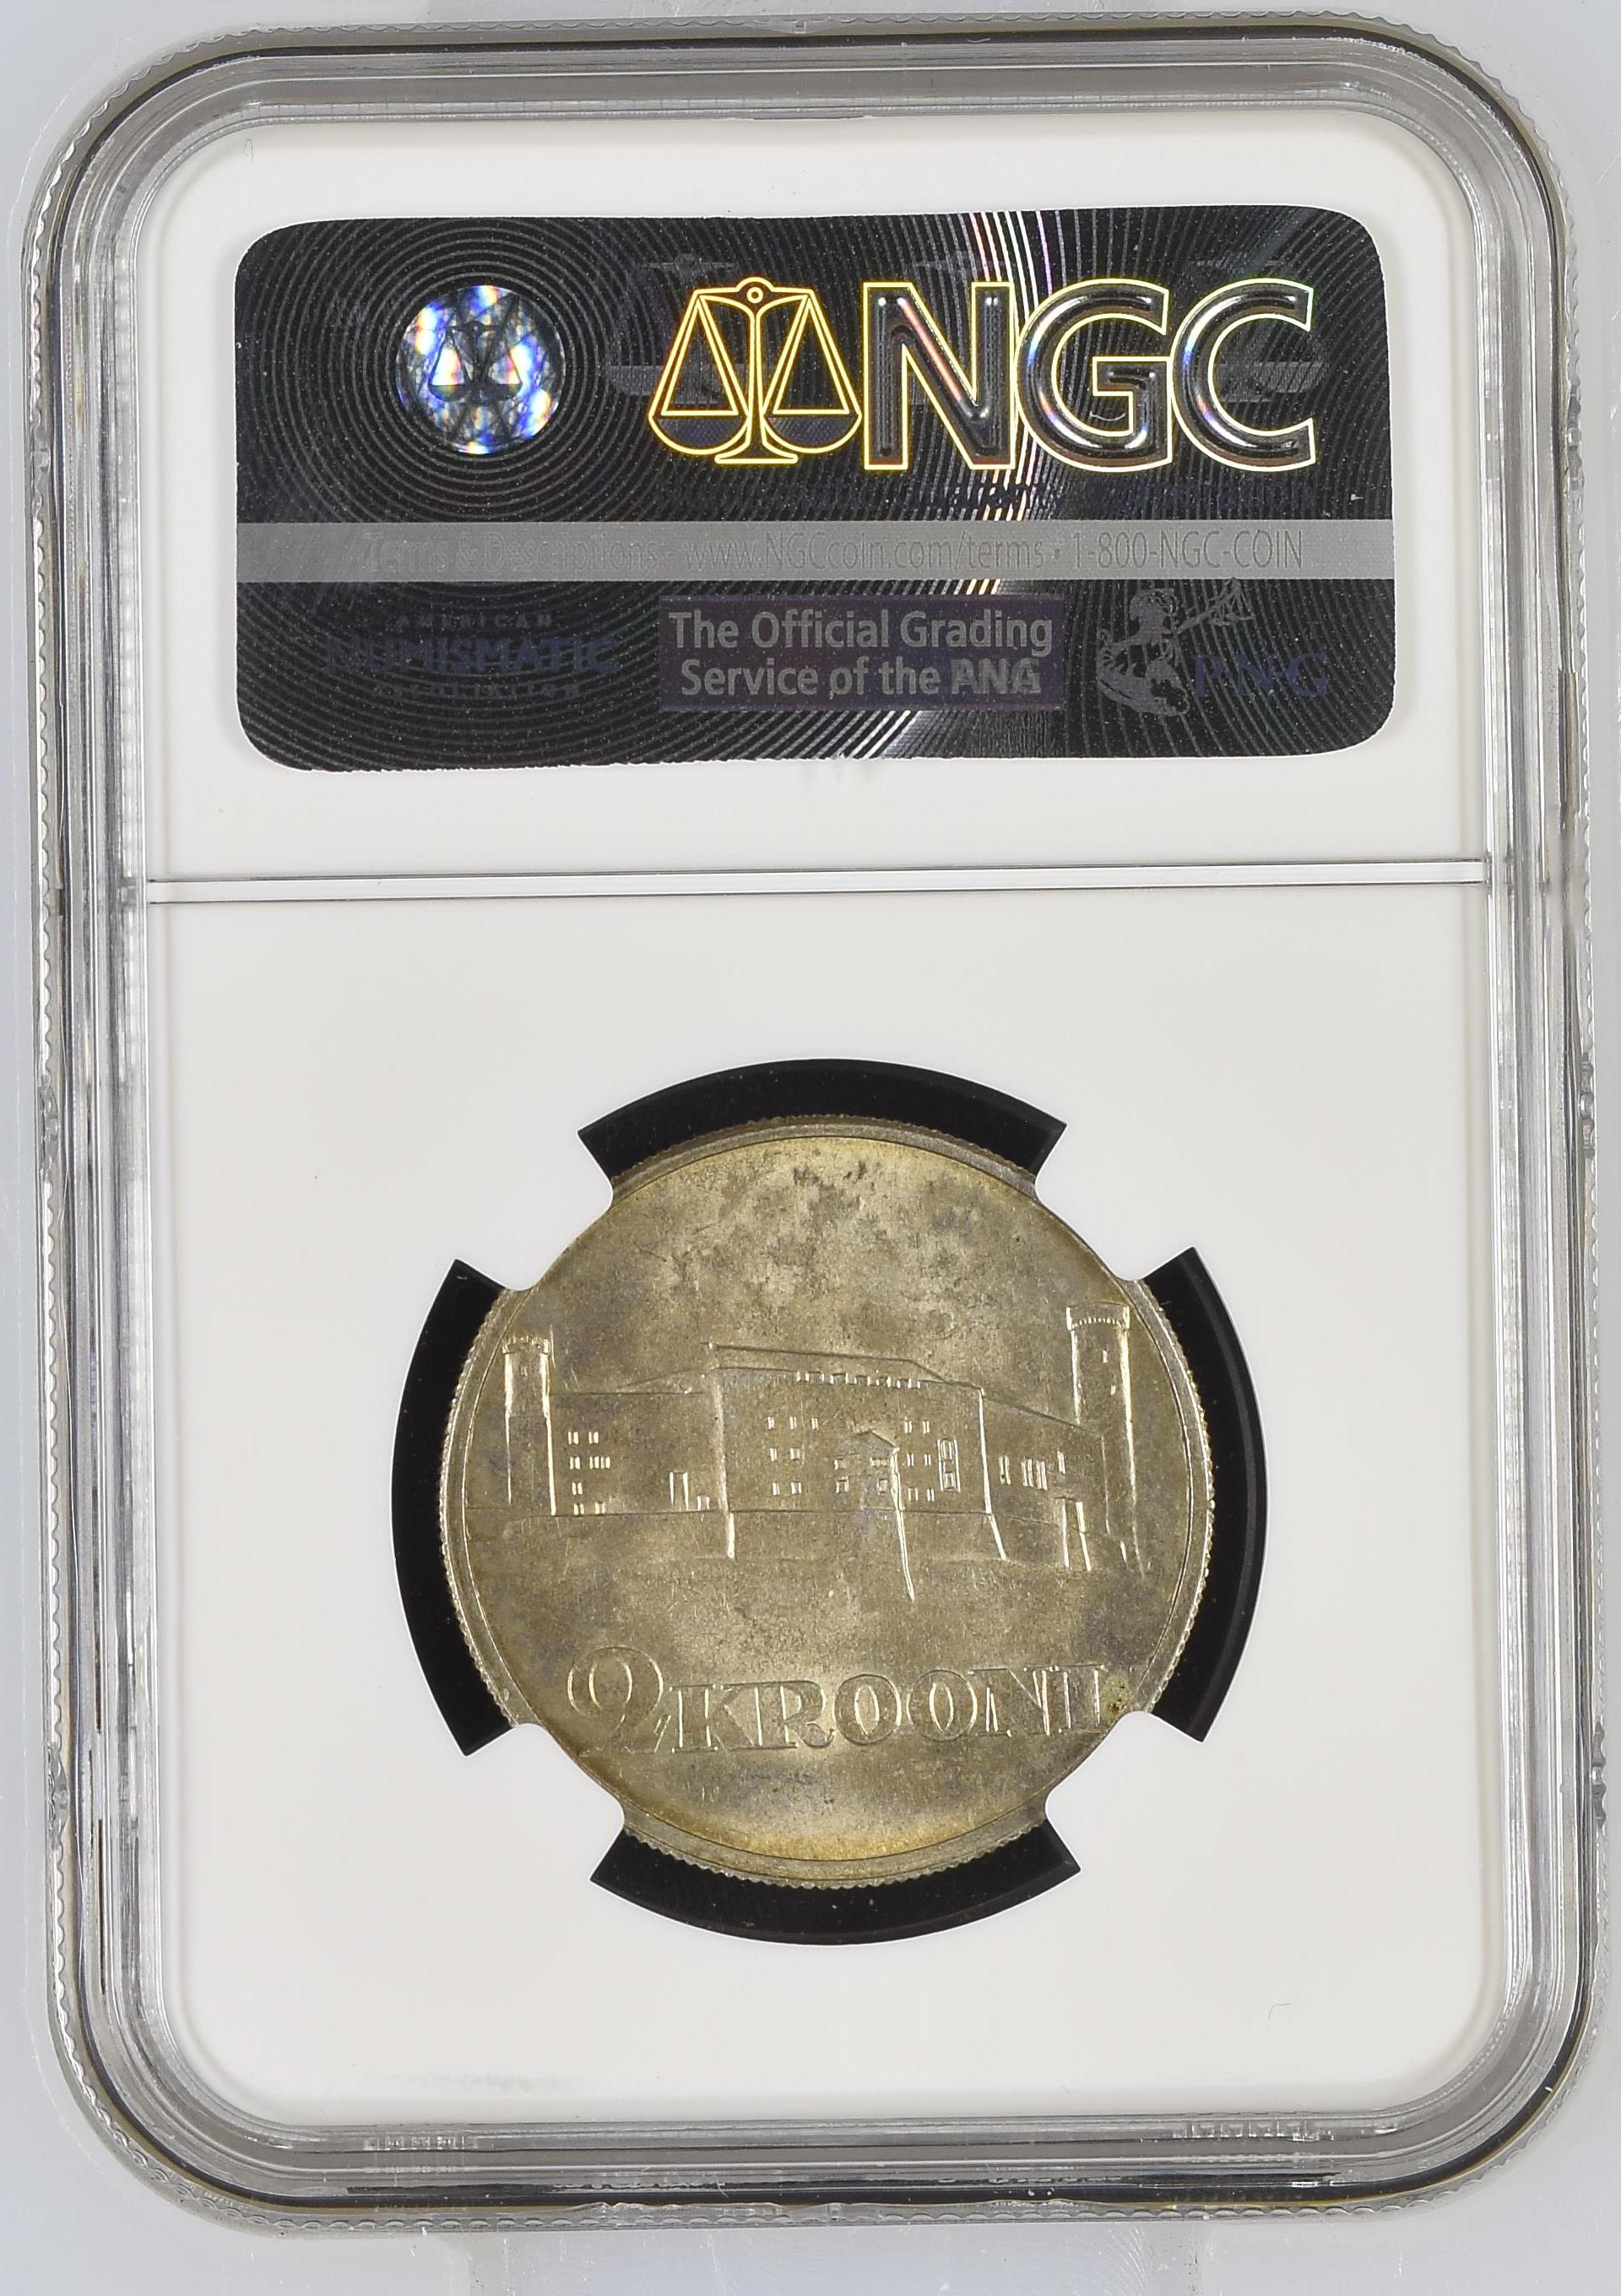 NGC
Terms & Descriptions • www.NGCcoin.com/terms • 1-800-NGC-COIN
AMERICAN
NUMISMATIC
ASSOCIATION
The Official Grading
Service of the PNG
2 KROONI